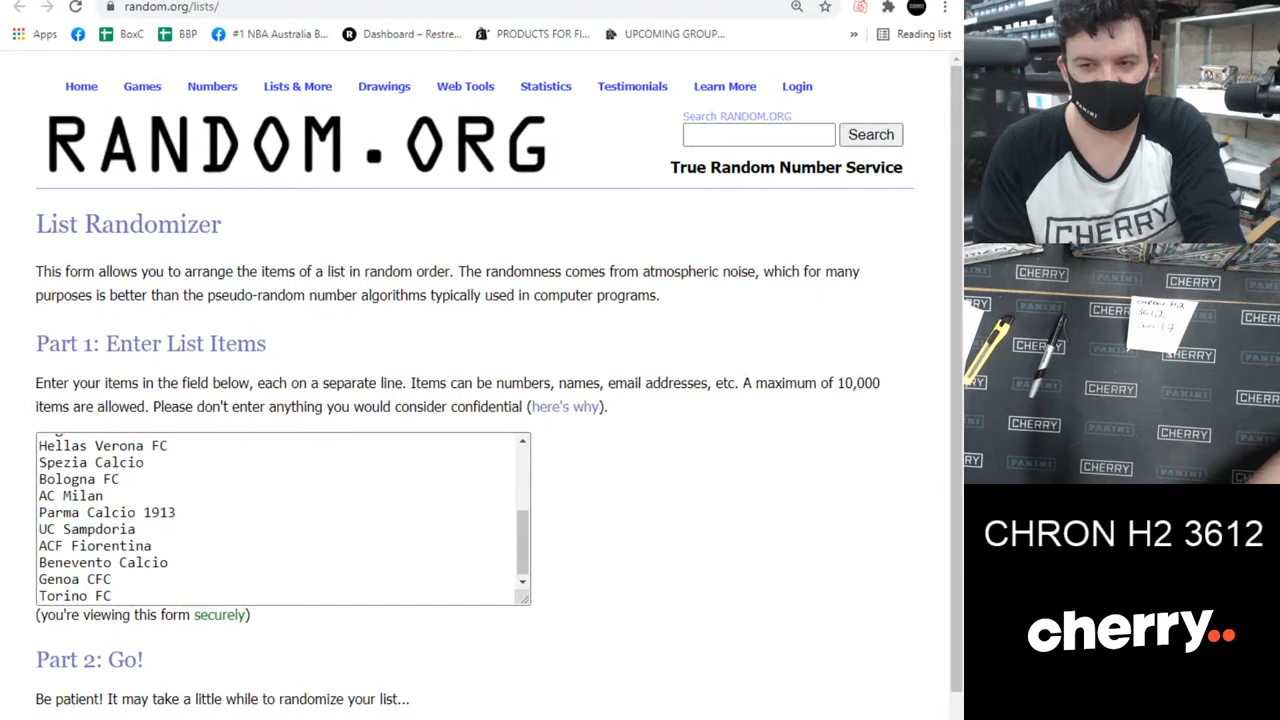 random.org/lists/
Apps BoxC BBP #1 NBA Australia B... Dashboard – Restre... PRODUCTS FOR FI... UPCOMING GROUP... » Reading list
Home Games Numbers Lists & More Drawings Web Tools Statistics Testimonials Learn More Login
RANDOM.ORG
Search RANDOM.ORG
Search
True Random Number Service
List Randomizer
This form allows you to arrange the items of a list in random order. The randomness comes from atmospheric noise, which for many
purposes is better than the pseudo-random number algorithms typically used in computer programs.
Part 1: Enter List Items
Enter your items in the field below, each on a separate line. Items can be numbers, names, email addresses, etc. A maximum of 10,000
items are allowed. Please don't enter anything you would consider confidential (here's why).
Hellas Verona FC
Spezia Calcio
Bologna FC
AC Milan
Parma Calcio 1913
UC Sampdoria
ACF Fiorentina
Benevento Calcio
Genoa CFC
Torino FC
(you're viewing this form securely)
Part 2: Go!
Be patient! It may take a little while to randomize your list...
PANINI
CHERRY
CHERRY
CHERRY
PANINI
CHRON H2
3612
CHERRY
CHERRY
PANINI
CHERRY
CHERRY
CHERRY
CHERRY
PANINI
CHERRY
PANINI
CHRON H2 3612
cherry..